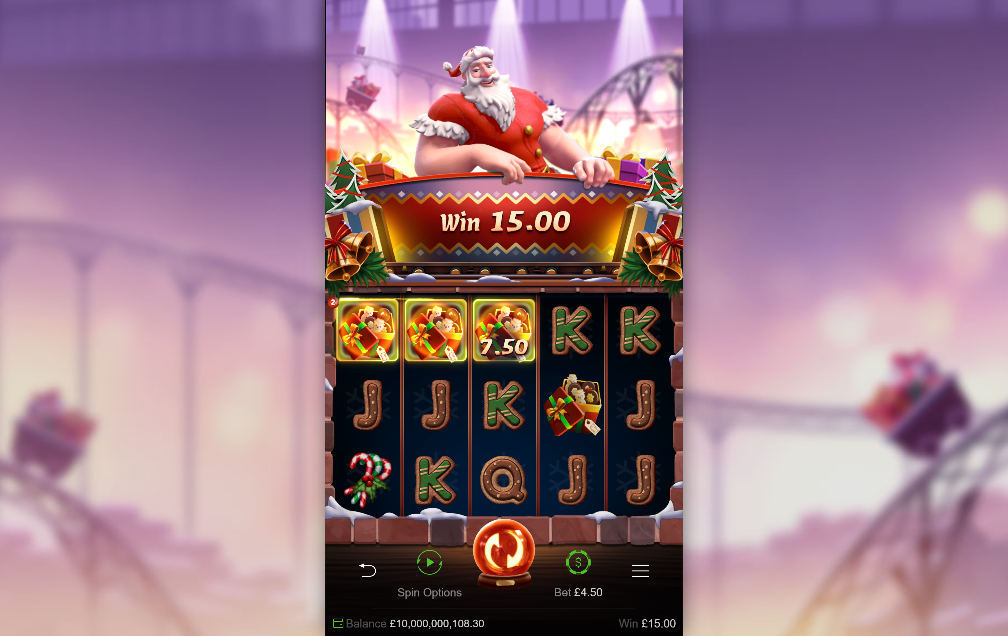 Win 15.00
2
7.50
K
K
J
J
K
J
K
Q
J
J
Spin Options
Bet £4.50
Balance £10,000,000,108.30
Win £15.00